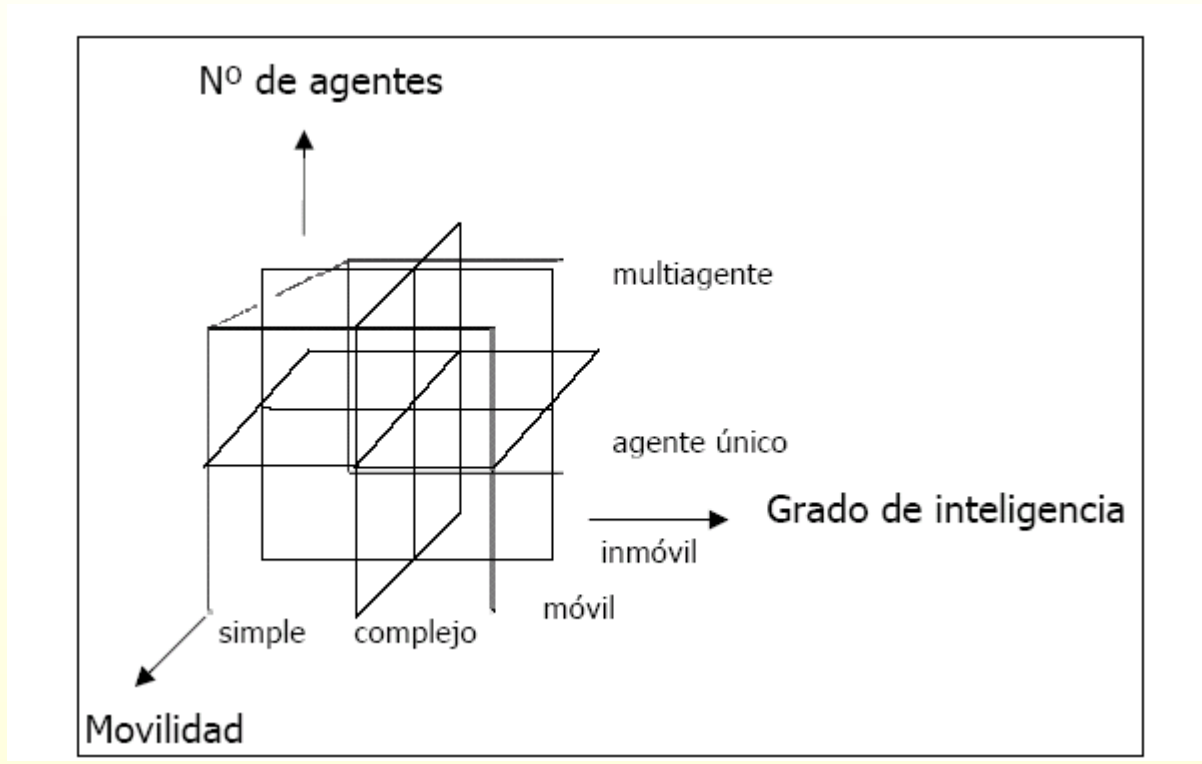 Nº de agentes
multiagente
agente único
Grado de inteligencia
inmóvil
móvil
simple complejo
Movilidad